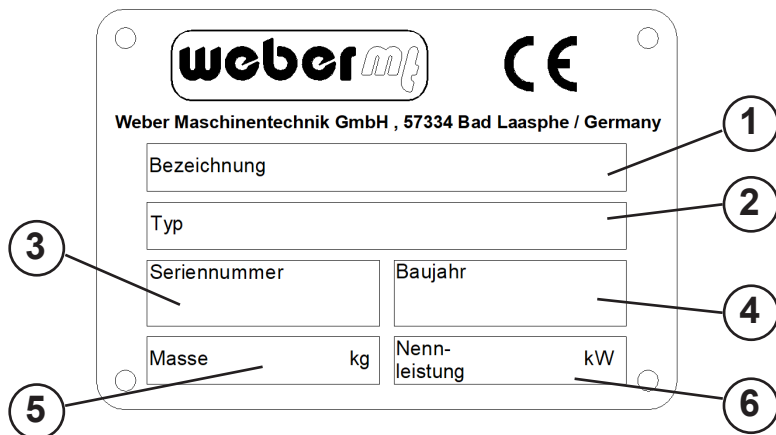 weber mt CE
Weber Maschinentechnik GmbH , 57334 Bad Laasphe / Germany
1
Bezeichnung
2
Typ
3
Seriennummer Baujahr
4
Masse kg Nenn-
leistung kW
5
6